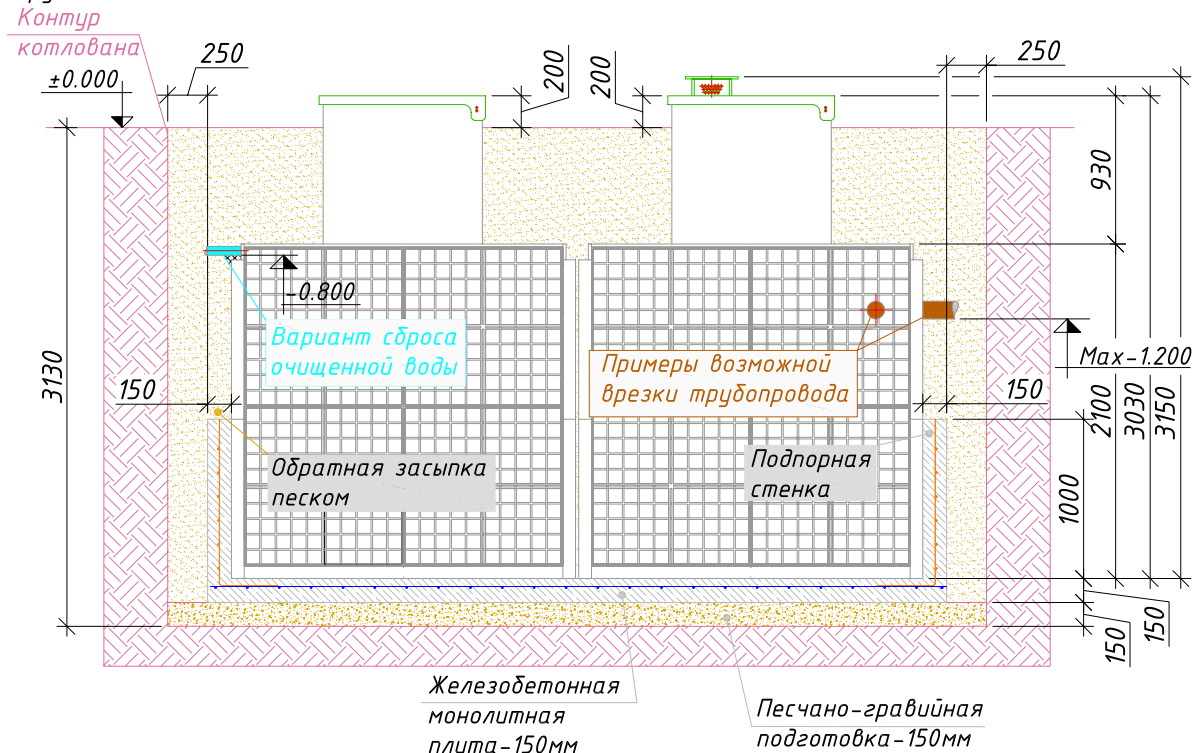 Контур
котлована
±0.000
250
200
200
250
930
-0.800
Вариант сброса
очищенной воды
Примеры возможной
врезки трубопровода
Max-1.200
3130
150
150
2100
3030
3150
Обратная засыпка
песком
Подпорная
стенка
1000
150
150
Железобетонная
монолитная
плита-150мм
Песчано-гравийная
подготовка-150мм